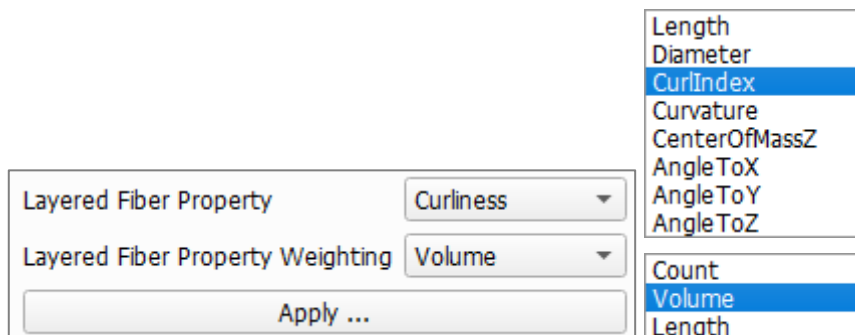 Length
Diameter
CurlIndex
Curvature
CenterOfMassZ
AngleToX
AngleToY
AngleToZ
Layered Fiber Property Curliness
Layered Fiber Property Weighting Volume
Apply ...
Count
Volume
Length